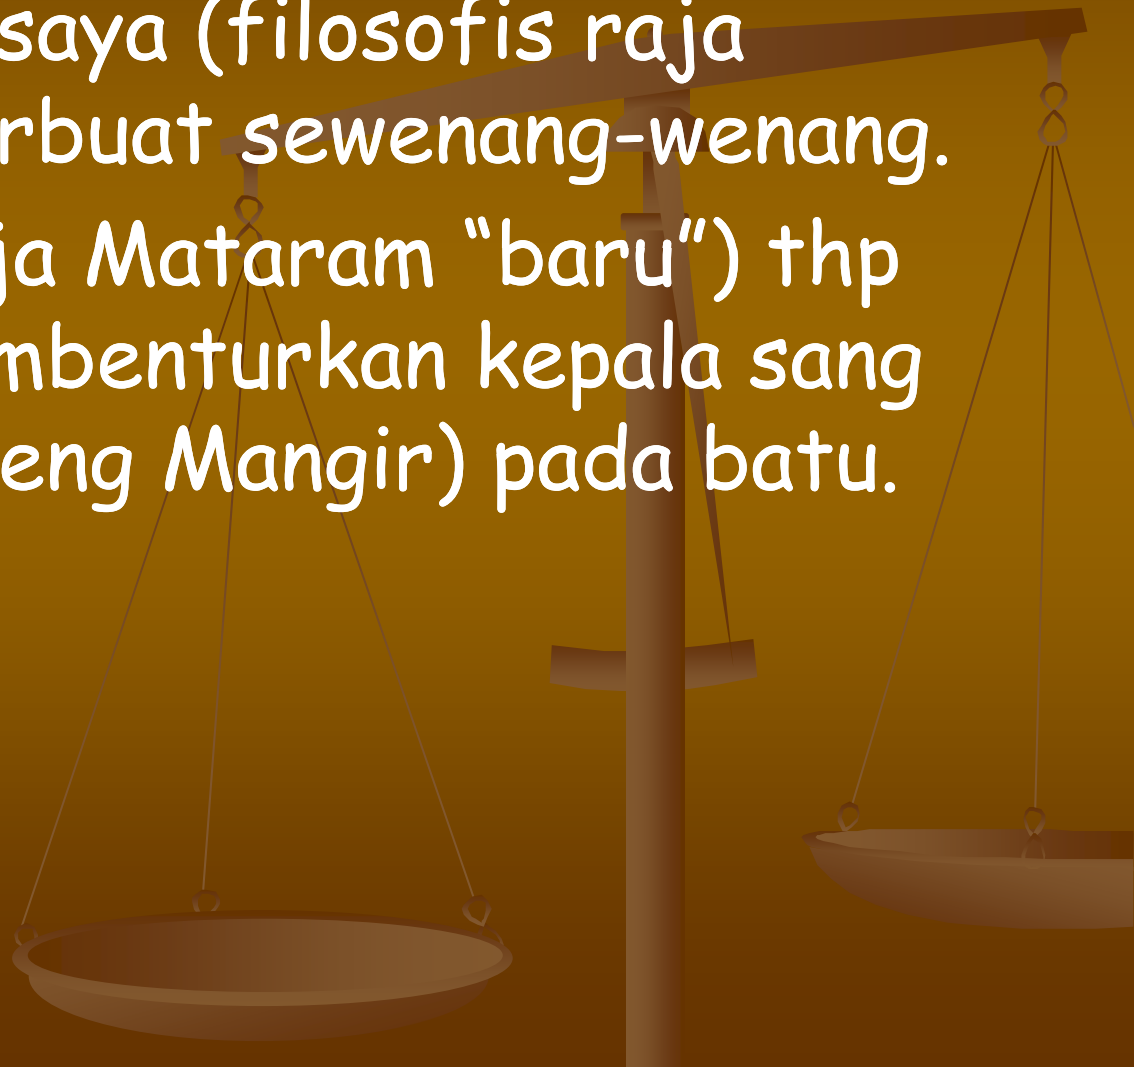 saya (filosofis raja
rbuat sewenang-wenang.
ja Mataram “baru”) thp
mbenturkan kepala sang
eng Mangir) pada batu.